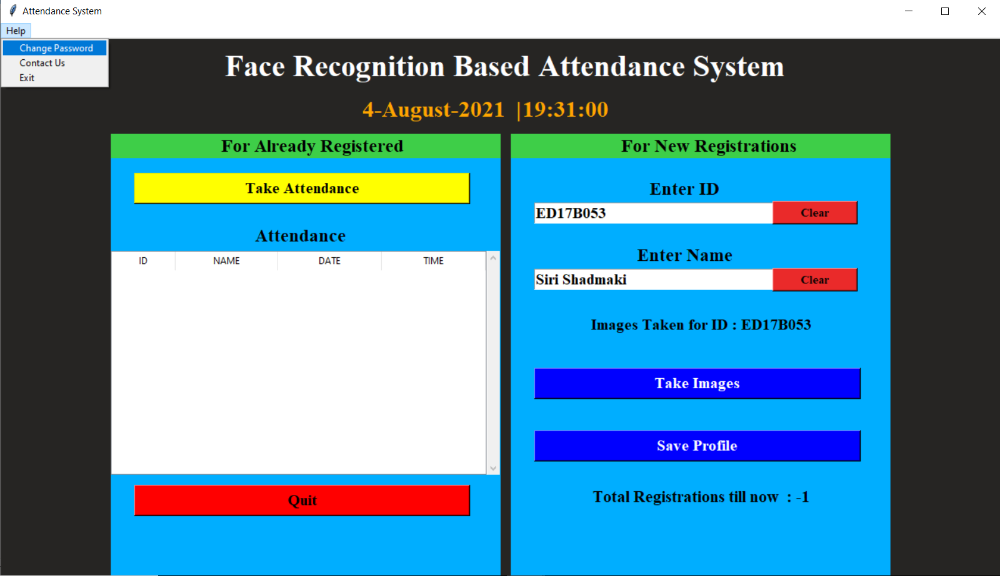 Attendance System
Help
Change Password
Contact Us
Exit
Face Recognition Based Attendance System
4-August-2021 |19:31:00
For Already Registered
Take Attendance
Attendance
ID NAME DATE TIME
Quit
For New Registrations
Enter ID
ED17B053 Clear
Enter Name
Siri Shadmaki Clear
Images Taken for ID : ED17B053
Take Images
Save Profile
Total Registrations till now : -1